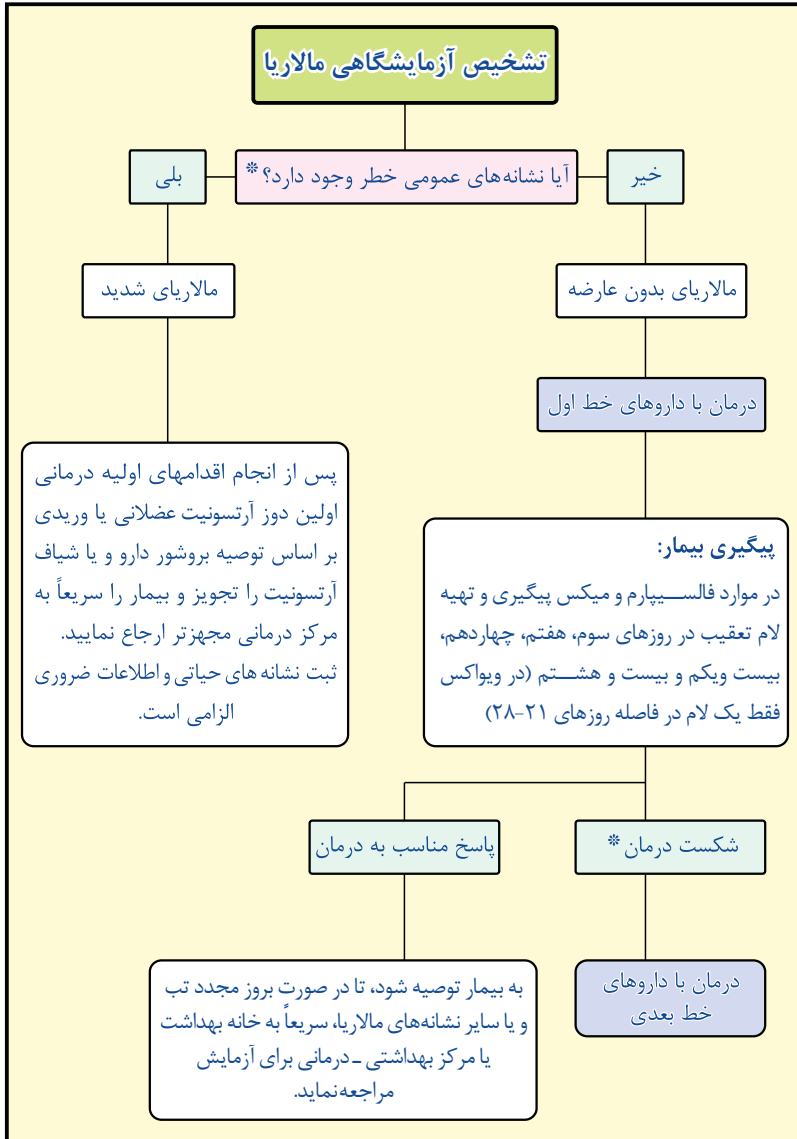 تشخیص آزمایشگاهی مالاریا
خیر
آیا نشانه‌های عمومی خطر وجود دارد؟*
بلی
مالاریای بدون عارضه
مالاریای شدید
درمان با داروهای خط اول
پس از انجام اقدامهای اولیه درمانی
اولین دوز آرتسونیت عضلانی یا وریدی
بر اساس توصیه بروشور دارو و یا شیاف
آرتسونیت را تجویز و بیمار را سریعاً به
مرکز درمانی مجهزتر ارجاع نمایید.
ثبت نشانه های حیاتی و اطلاعات ضروری
الزامی است.
پیگیری بیمار:
در موارد فالسـیپارم و میکس پیگیری و تهیه
لام تعقیب در روزهای سوم، هفتم، چهاردهم،
بیست ویکم و بیست و هشـتم (در ویواکس
فقط یک لام در فاصله روزهای ۲۱-۲۸)
شکست درمان*
پاسخ مناسب به درمان
درمان با داروهای
خط بعدی
به بیمار توصیه شود، تا در صورت بروز مجدد تب
و یا سایر نشانه‌های مالاریا، سریعاً به خانه بهداشت
یا مرکز بهداشتی ـ درمانی برای آزمایش
مراجعه‌نماید.